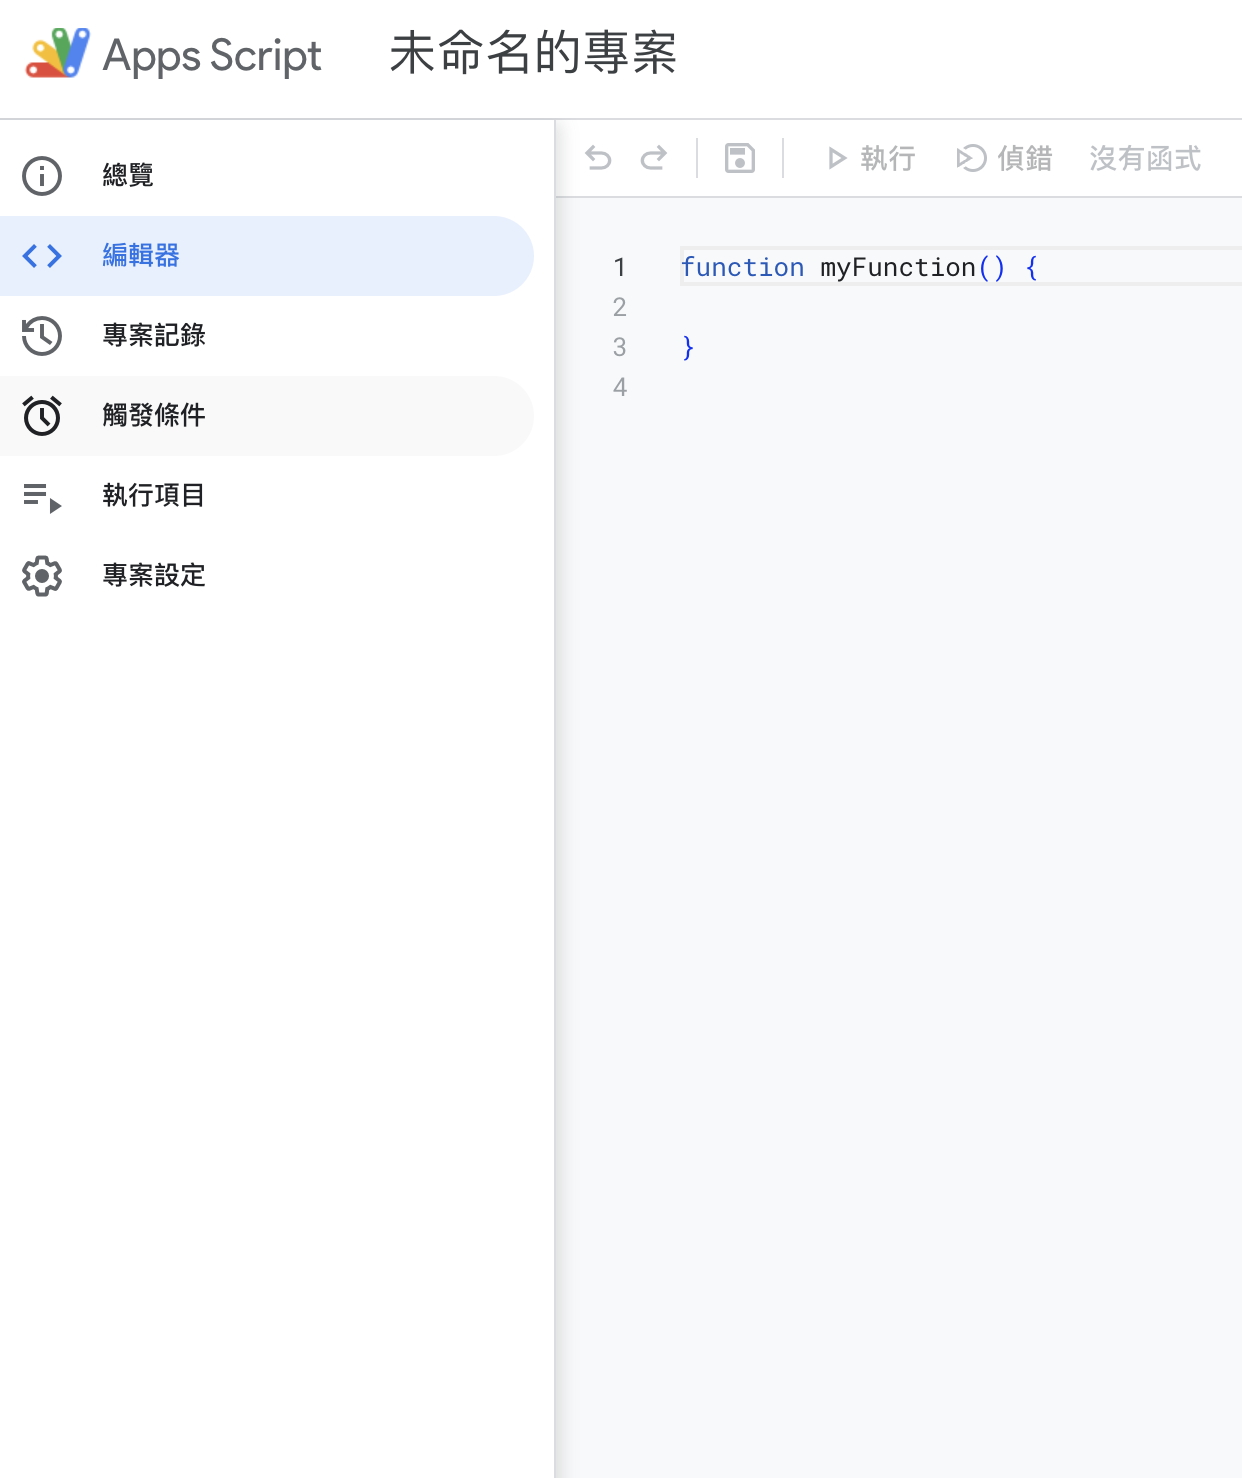 Apps Script 未命名的專案
總覽
編輯器
專案記錄
觸發條件
執行項目
專案設定
執行 偵錯 沒有函式
1 function myFunction() {
2
3 }
4